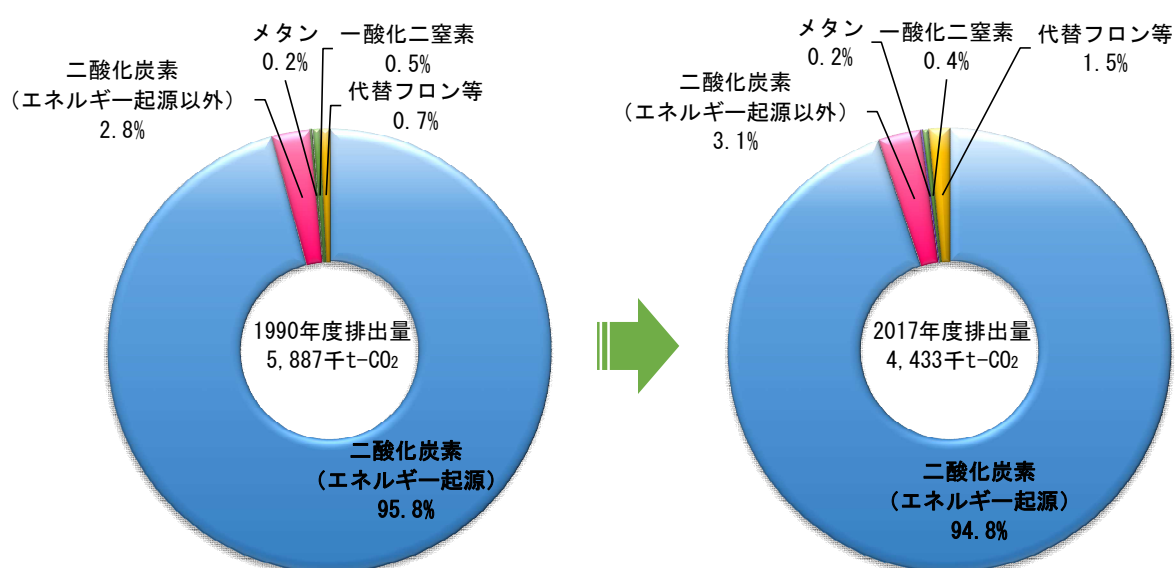 メタン
0.2%
一酸化二窒素
0.5%
二酸化炭素
（エネルギー起源以外）
2.8%
代替フロン等
0.7%
1990年度排出量
5,887千t-CO₂
二酸化炭素
（エネルギー起源）
95.8%
メタン
0.2%
一酸化二窒素
0.4%
代替フロン等
1.5%
二酸化炭素
（エネルギー起源以外）
3.1%
2017年度排出量
4,433千t-CO₂
二酸化炭素
（エネルギー起源）
94.8%